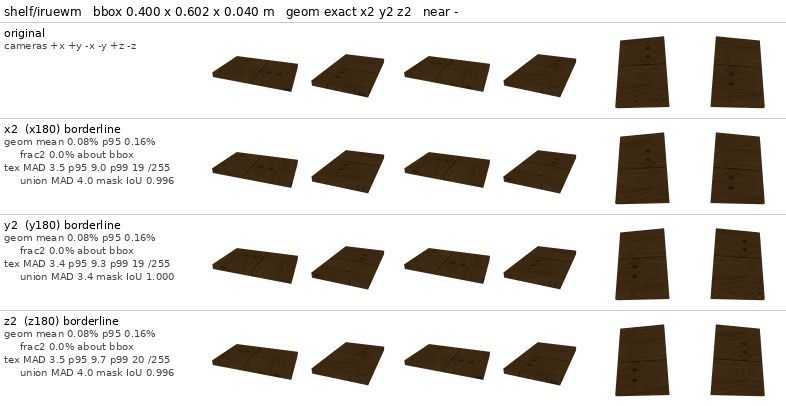 shelf/iruewm   bbox 0.400 x 0.602 x 0.040 m   geom exact x2 y2 z2   near -
original
cameras +x +y -x -y +z -z
x2  (x180) borderline
geom mean 0.08% p95 0.16%
frac2 0.0% about bbox
tex MAD 3.5 p95 9.0 p99 19 /255
union MAD 4.0 mask IoU 0.996
y2  (y180) borderline
geom mean 0.08% p95 0.16%
frac2 0.0% about bbox
tex MAD 3.4 p95 9.3 p99 19 /255
union MAD 3.4 mask IoU 1.000
z2  (z180) borderline
geom mean 0.08% p95 0.16%
frac2 0.0% about bbox
tex MAD 3.5 p95 9.7 p99 20 /255
union MAD 4.0 mask IoU 0.996